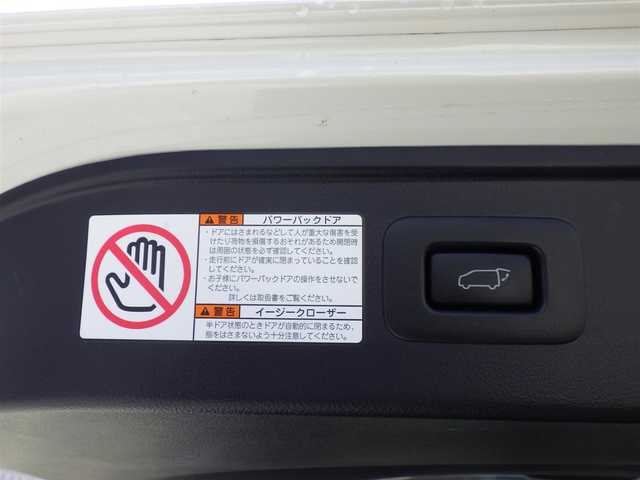 ⚠警告 パワーバックドア
・ドアにはさまれるなどして人が重大な傷害を受
けたり荷物を損傷するおそれがあるため開閉時
は周囲の状態を必ず確認してください。
・走行前にドアが確実に閉まっていることを確認
してください。
・お子様にパワーバックドアの操作をさせないで
ください。
詳しくは取扱書をご覧ください。
⚠警告 イージークローザー
半ドア状態のときドアが自動的に閉まるため、
指をはさまないよう十分注意してください。